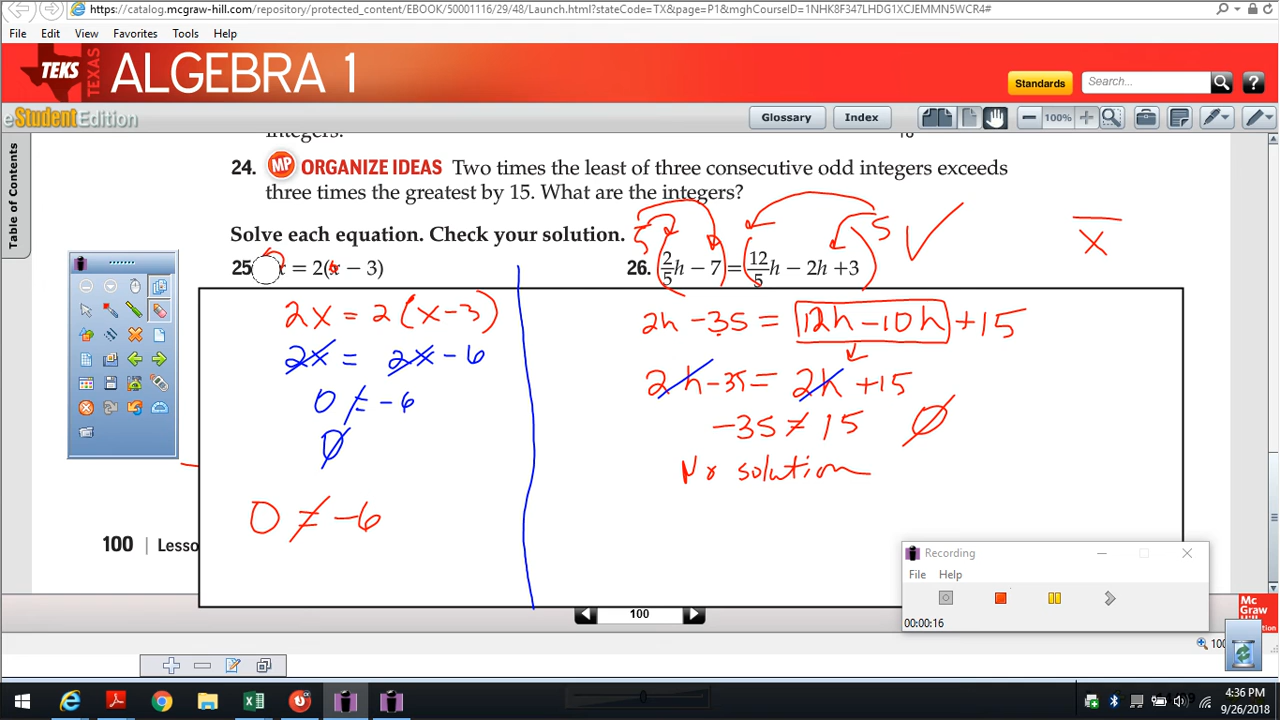 https://catalog.mcgraw-hill.com/repository/protected_content/EBOOK/50001116/29/48/Launch.html?stateCode=TX&page=P1&mghCourseID=1NHK8F347LHDG1XCJEMMN5WCR4#
File Edit View Favorites Tools Help
TEKS TEXAS ALGEBRA 1
Standards Search... ?
eStudentEdition Glossary Index 100%
Table of Contents
integers.
24. MP ORGANIZE IDEAS Two times the least of three consecutive odd integers exceeds
three times the greatest by 15. What are the integers?
Solve each equation. Check your solution. 5 5 ✓ x
25 = 2( − 3)
26. (2/5h − 7) = (12/5h − 2h + 3)
2x = 2(x−3)
2x = 2x − 6
0 ≠ −6
∅
0 ≠ −6
2h − 35 = 12h − 10h + 15
2h − 35 = 2h + 15
−35 ≠ 15 ∅
No solution
100 | Lesso
Recording
File Help
00:00:16
100
Mc
Graw
Hill
100
4:36 PM
9/26/2018